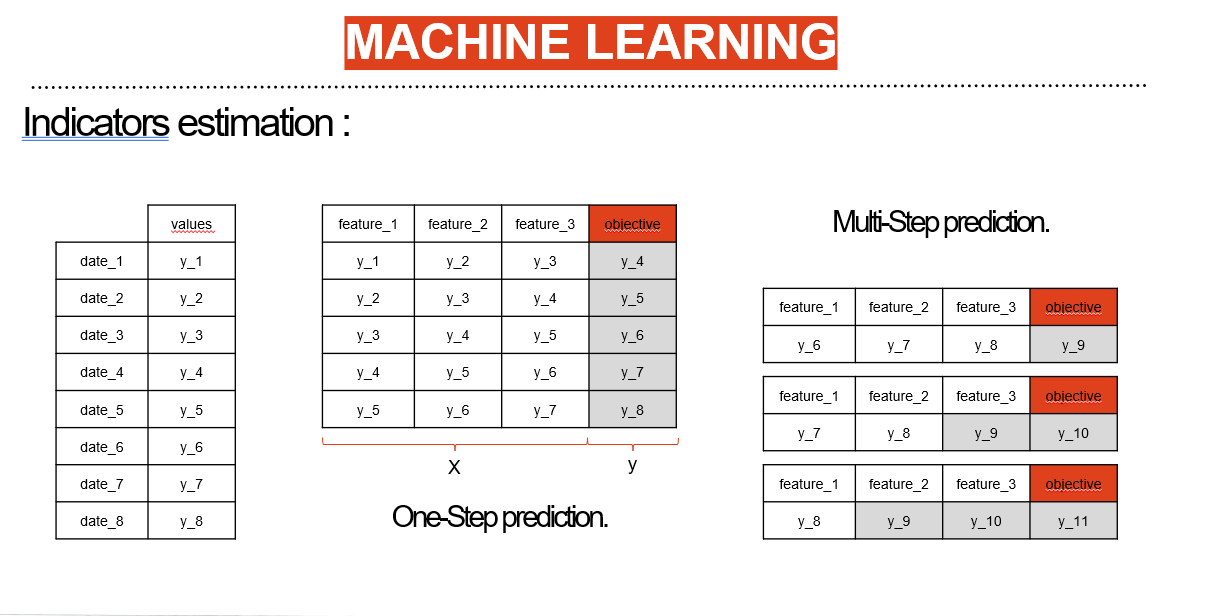 MACHINE LEARNING
Indicators estimation :
values
date_1 y_1
date_2 y_2
date_3 y_3
date_4 y_4
date_5 y_5
date_6 y_6
date_7 y_7
date_8 y_8
feature_1 feature_2 feature_3 objective
y_1 y_2 y_3 y_4
y_2 y_3 y_4 y_5
y_3 y_4 y_5 y_6
y_4 y_5 y_6 y_7
y_5 y_6 y_7 y_8
X y
One-Step prediction.
Multi-Step prediction.
feature_1 feature_2 feature_3 objective
y_6 y_7 y_8 y_9
feature_1 feature_2 feature_3 objective
y_7 y_8 y_9 y_10
feature_1 feature_2 feature_3 objective
y_8 y_9 y_10 y_11